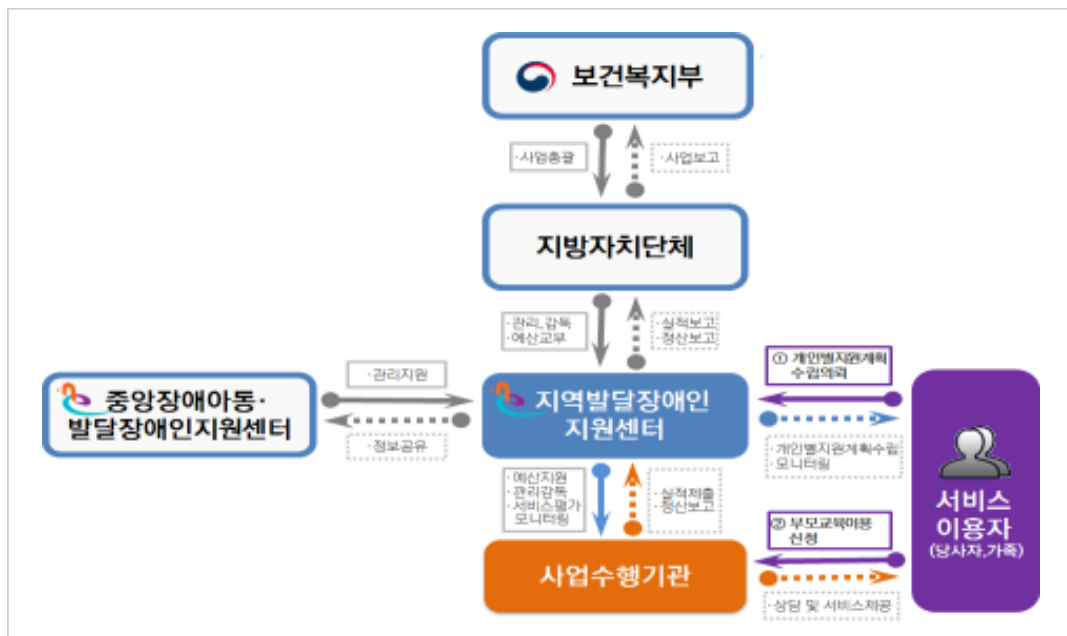 보건복지부
·사업총괄
·사업보고
지방자치단체
·관리,감독
·예산교부
·실적보고
·정산보고
① 개인별지원계획
수립의뢰
중앙장애아동·
발달장애인지원센터
·관리지원
·정보공유
지역발달장애인
지원센터
·개인별지원계획수립
·모니터링
·예산지원
·관리감독
·서비스평가
모니터링
·실적제출
·정산보고
② 부모교육이용
신청
사업수행기관
·상담 및 서비스제공
서비스
이용자
(당사자,가족)